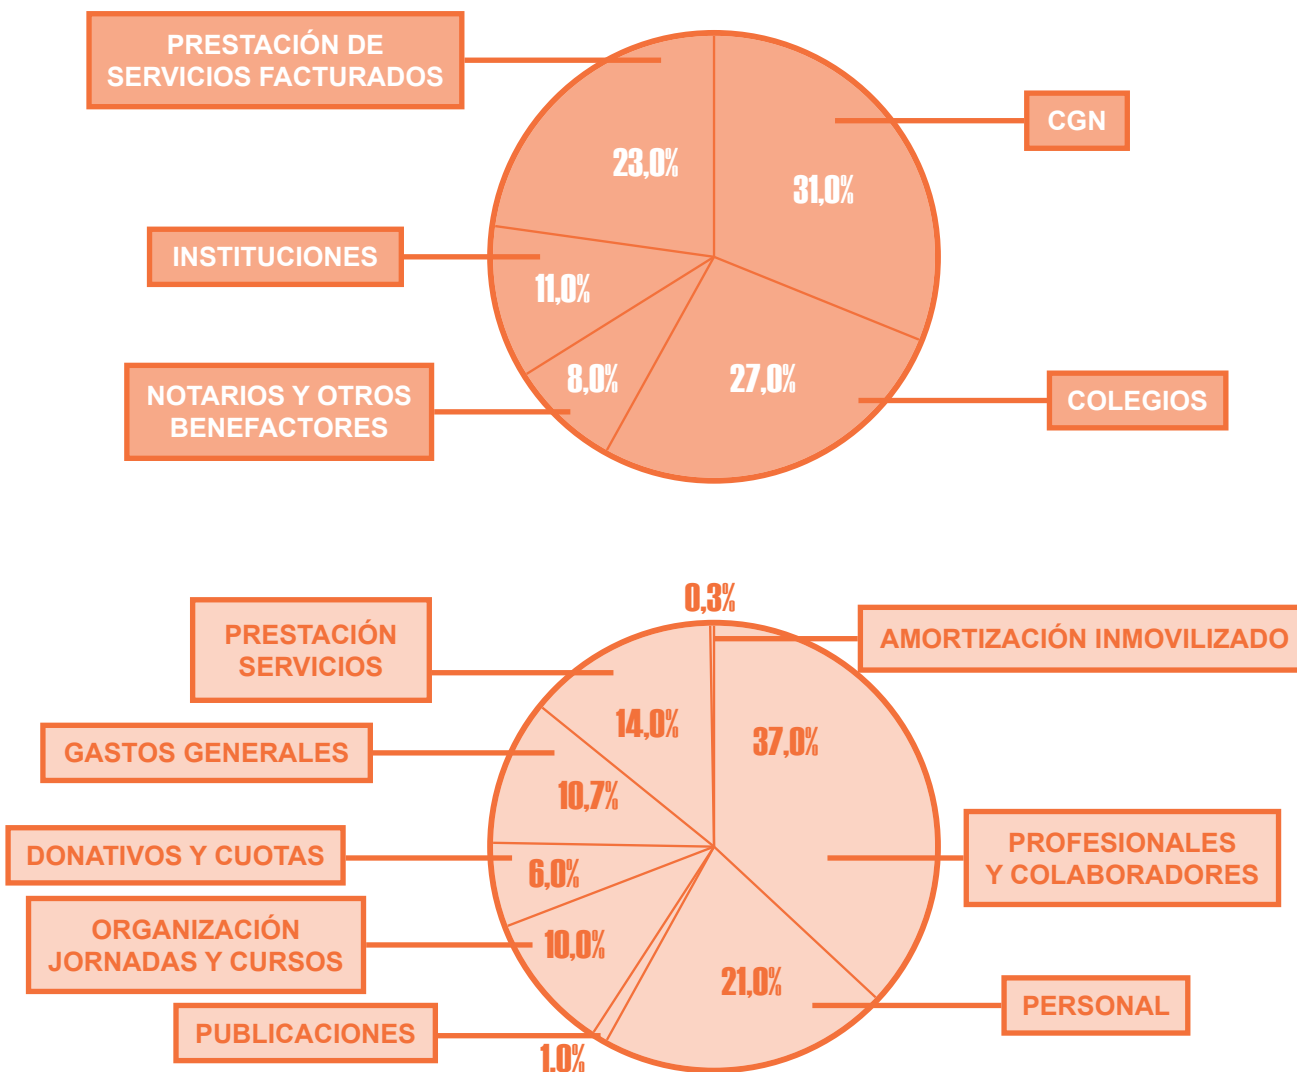 PRESTACIÓN DE
SERVICIOS FACTURADOS
CGN
23,0%
31,0%
INSTITUCIONES
11,0%
NOTARIOS Y OTROS
BENEFACTORES
8,0%
27,0%
COLEGIOS
0,3%
PRESTACIÓN
SERVICIOS
AMORTIZACIÓN INMOVILIZADO
14,0%
37,0%
GASTOS GENERALES
10,7%
PROFESIONALES
Y COLABORADORES
DONATIVOS Y CUOTAS
6,0%
ORGANIZACIÓN
JORNADAS Y CURSOS
10,0%
21,0%
PERSONAL
PUBLICACIONES
1,0%